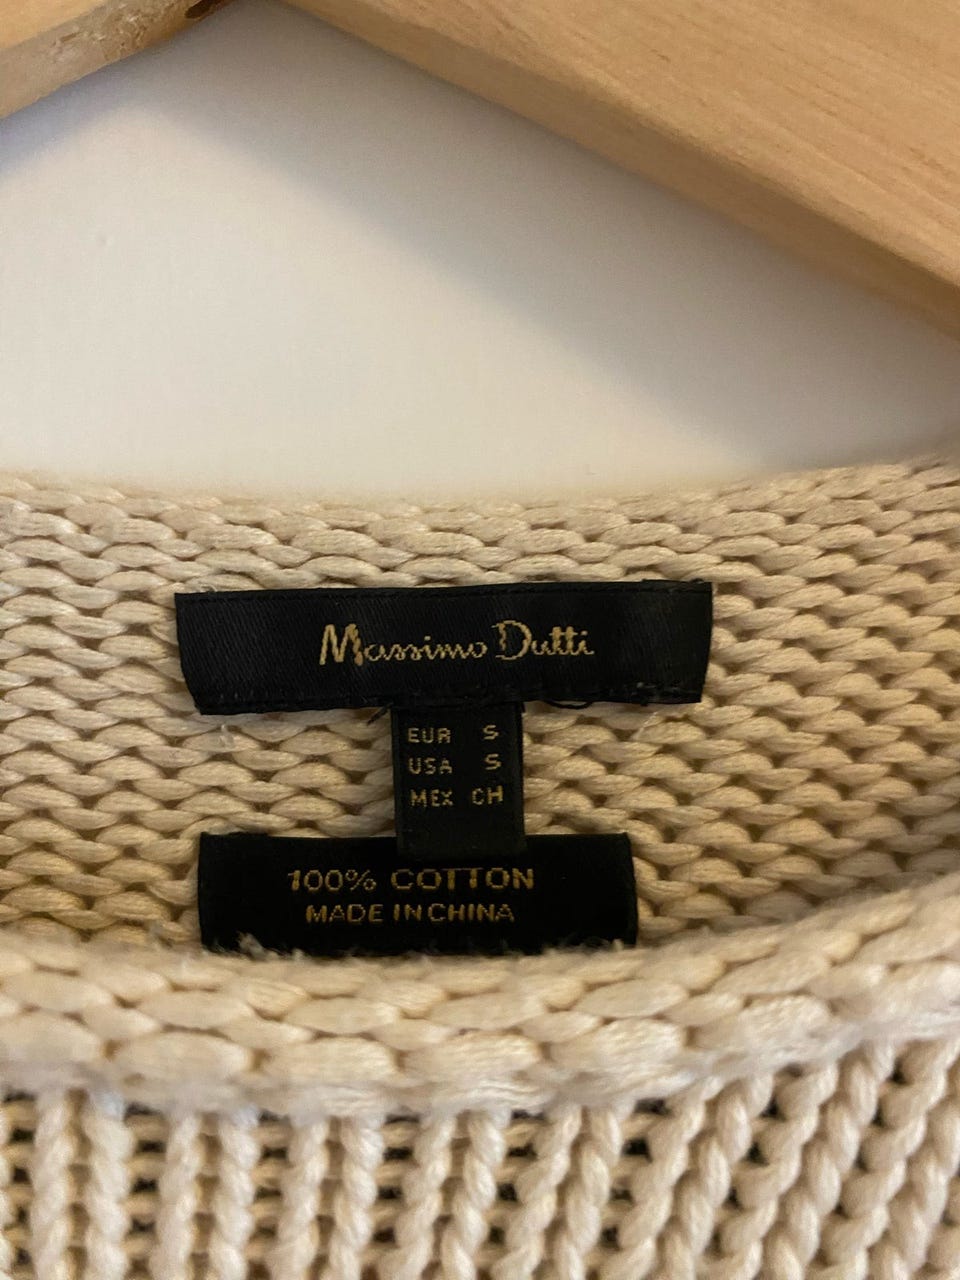 Massimo Dutti
EUR S
USA S
MEX CH
100% COTTON
MADE IN CHINA